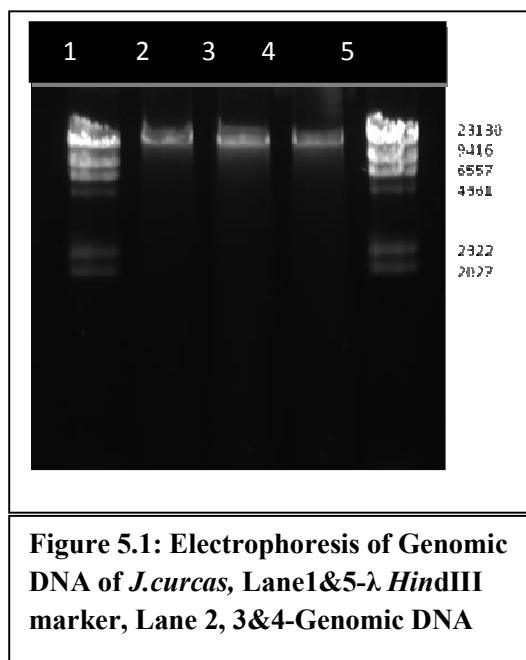 1 2 3 4 5
23130
9416
6557
4361
2322
2027
Figure 5.1: Electrophoresis of Genomic
DNA of J.curcas, Lane1&5-λ HindIII
marker, Lane 2, 3&4-Genomic DNA